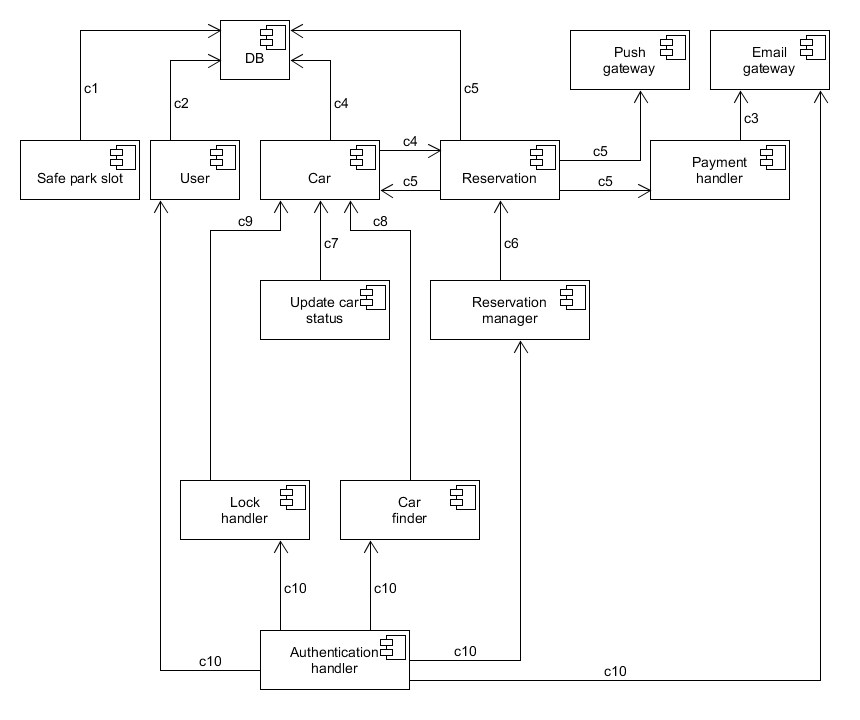 DB
Push
gateway
Email
gateway
c1
c2
c4
c5
c3
c4
c5
c5
c5
Safe park slot
User
Car
Reservation
Payment
handler
c9
c7
c8
c6
Update car
status
Reservation
manager
Lock
handler
Car
finder
c10
c10
Authentication
handler
c10
c10
c10